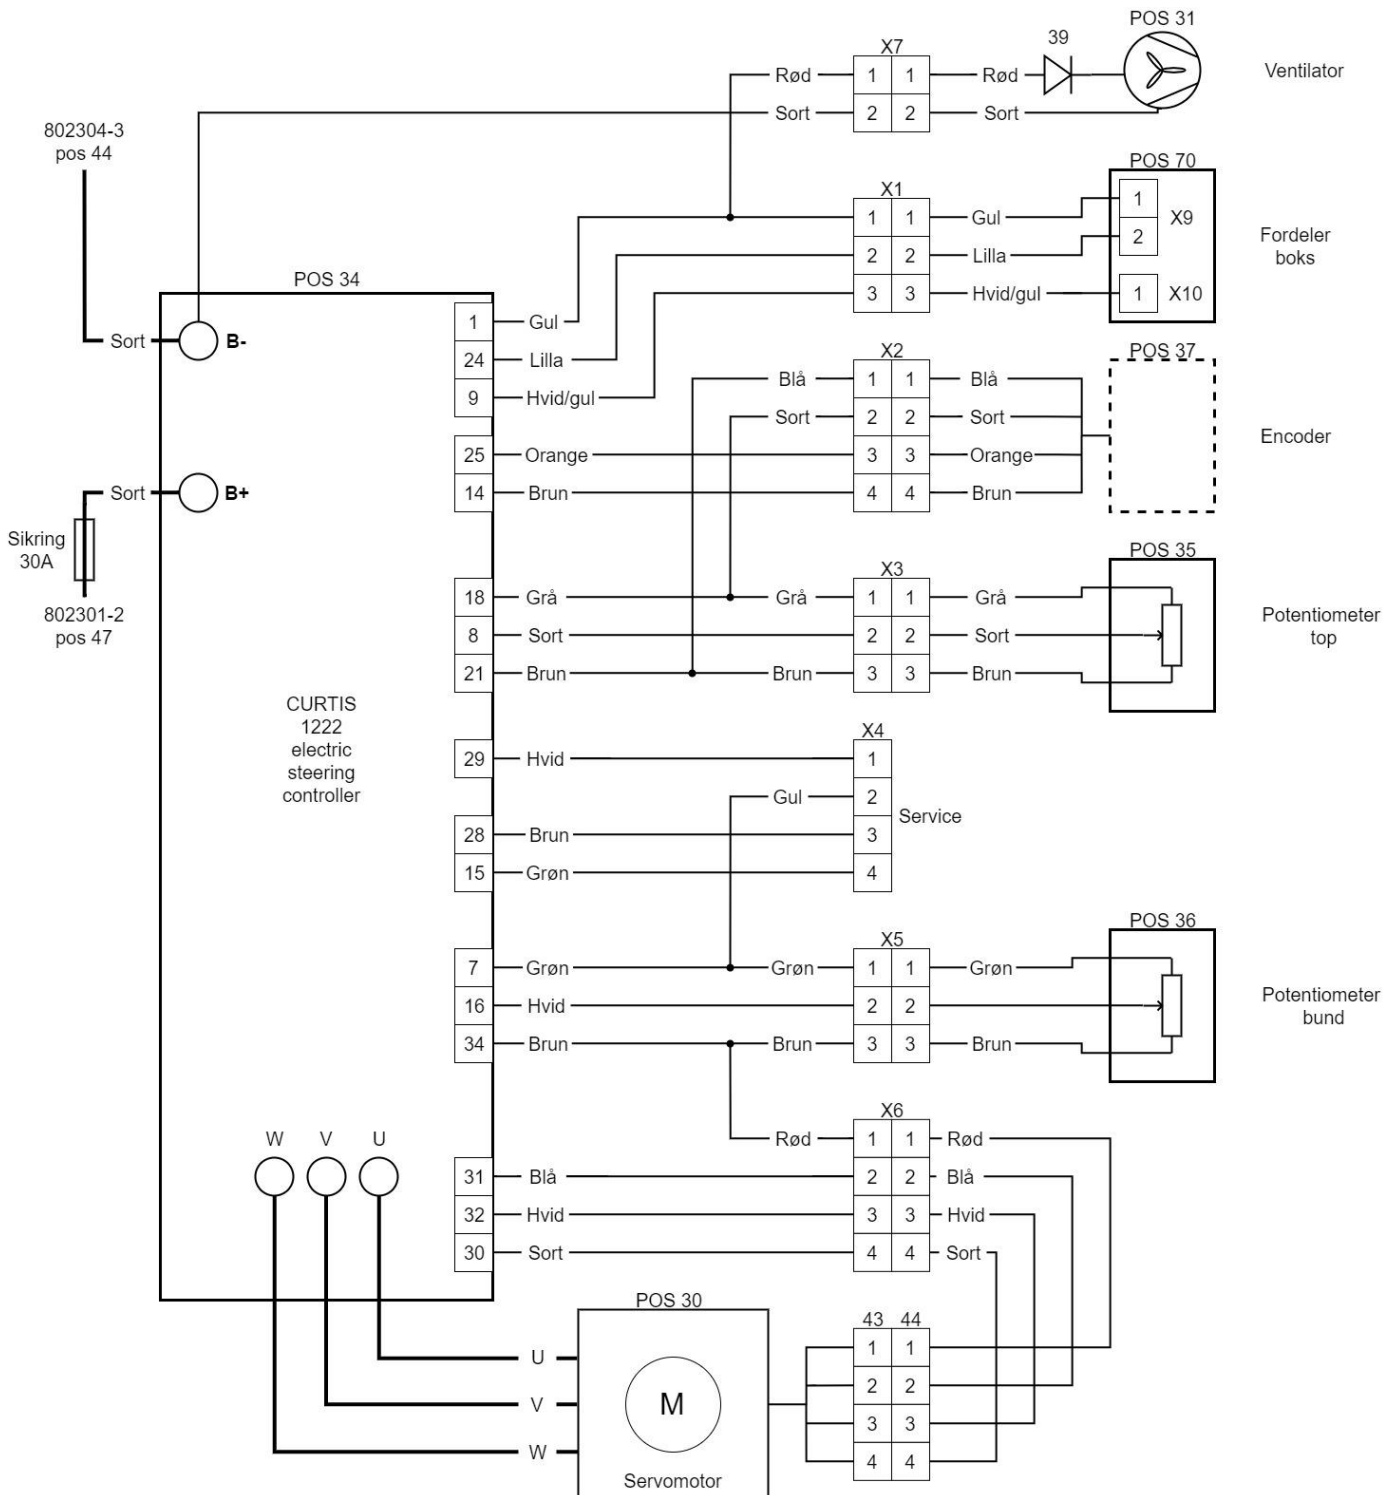 POS 31
39
X7
Rød 1 1 Rød
Ventilator
Sort 2 2 Sort
802304-3
pos 44
POS 70
X1
1
X9
1 1 Gul
2
2 2 Lilla
Fordeler
boks
3 3 Hvid/gul
1 X10
POS 34
1 Gul
Sort B-
24 Lilla
9 Hvid/gul
X2
POS 37
Blå 1 1 Blå
Sort 2 2 Sort
Encoder
25 Orange 3 3 Orange
14 Brun 4 4 Brun
Sort B+
Sikring
30A
802301-2
pos 47
POS 35
X3
18 Grå Grå 1 1 Grå
8 Sort 2 2 Sort
21 Brun Brun 3 3 Brun
Potentiometer
top
CURTIS
1222
electric
steering
controller
X4
29 Hvid 1
Gul 2
Service
28 Brun 3
15 Grøn 4
POS 36
X5
7 Grøn Grøn 1 1 Grøn
16 Hvid 2 2
34 Brun Brun 3 3 Brun
Potentiometer
bund
X6
W V U
Rød 1 1 Rød
31 Blå 2 2 Blå
32 Hvid 3 3 Hvid
30 Sort 4 4 Sort
POS 30
43 44
1 1
U
2 2
V
M
3 3
W
4 4
Servomotor